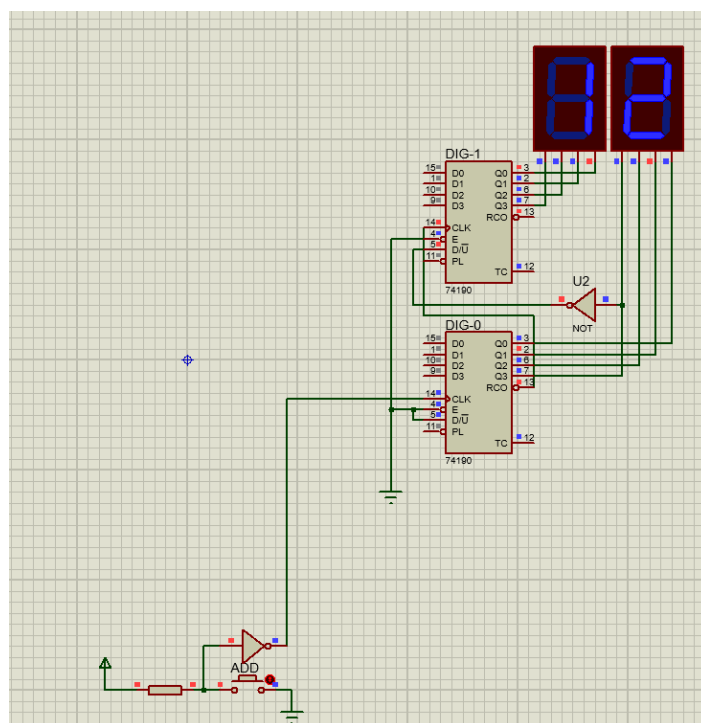 12
DIG-1
15 D0 Q0 3
1 D1 Q1 2
10 D2 Q2 6
9 D3 Q3 7
RCO 13
14 CLK
4 E
5 D/U̅
11 PL
TC 12
74190
U2
NOT
DIG-0
15 D0 Q0 3
1 D1 Q1 2
10 D2 Q2 6
9 D3 Q3 7
RCO 13
14 CLK
4 E
5 D/U̅
11 PL
TC 12
74190
ADD